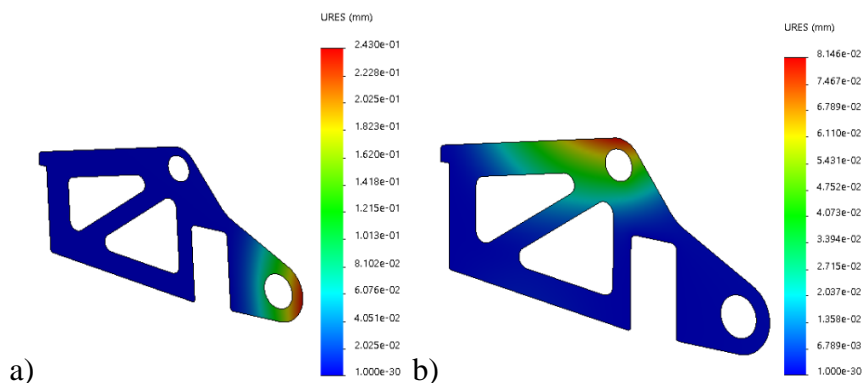 URES (mm)
2.430e-01
2.228e-01
2.025e-01
1.823e-01
1.620e-01
1.418e-01
1.215e-01
1.013e-01
8.102e-02
6.076e-02
4.051e-02
2.025e-02
1.000e-30
a)
URES (mm)
8.146e-02
7.467e-02
6.789e-02
6.110e-02
5.431e-02
4.752e-02
4.073e-02
3.394e-02
2.715e-02
2.037e-02
1.358e-02
6.789e-03
1.000e-30
b)